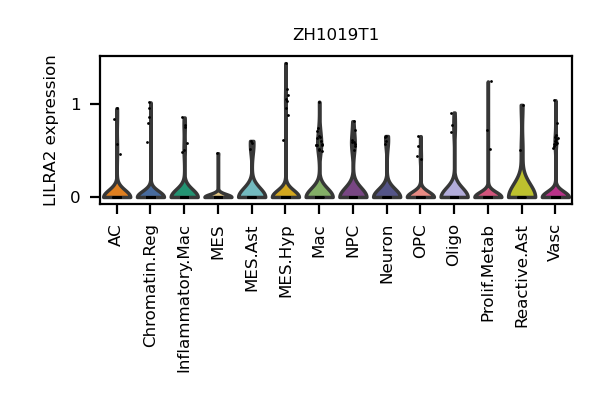 ZH1019T1
LILRA2 expression
1
0
AC
Chromatin.Reg
Inflammatory.Mac
MES
MES.Ast
MES.Hyp
Mac
NPC
Neuron
OPC
Oligo
Prolif.Metab
Reactive.Ast
Vasc